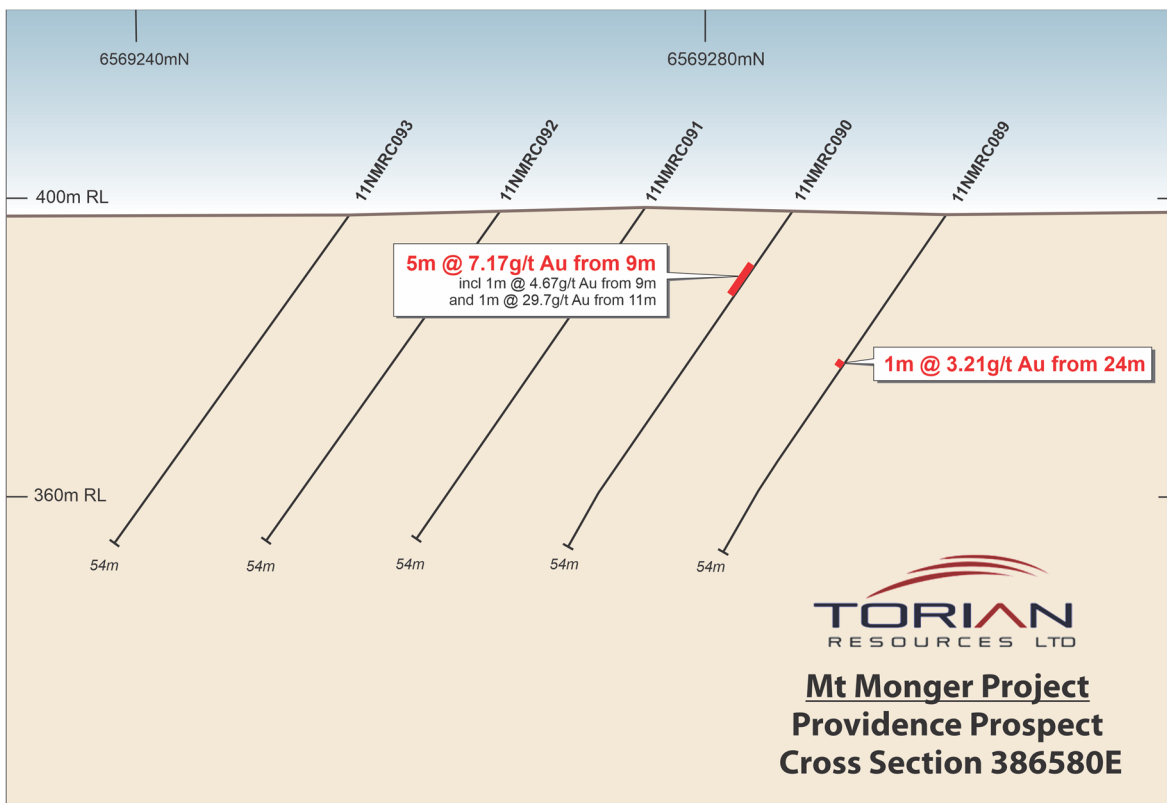 6569240mN
6569280mN
11NMRC093
11NMRC092
11NMRC091
11NMRC090
11NMRC089
400m RL
5m @ 7.17g/t Au from 9m
incl 1m @ 4.67g/t Au from 9m
and 1m @ 29.7g/t Au from 11m
1m @ 3.21g/t Au from 24m
360m RL
54m
54m
54m
54m
54m
TORIAN
RESOURCES LTD
Mt Monger Project
Providence Prospect
Cross Section 386580E